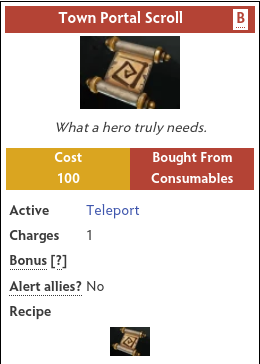 Town Portal Scroll B
What a hero truly needs.
Cost Bought From
100 Consumables
Active Teleport
Charges 1
Bonus [?]
Alert allies? No
Recipe